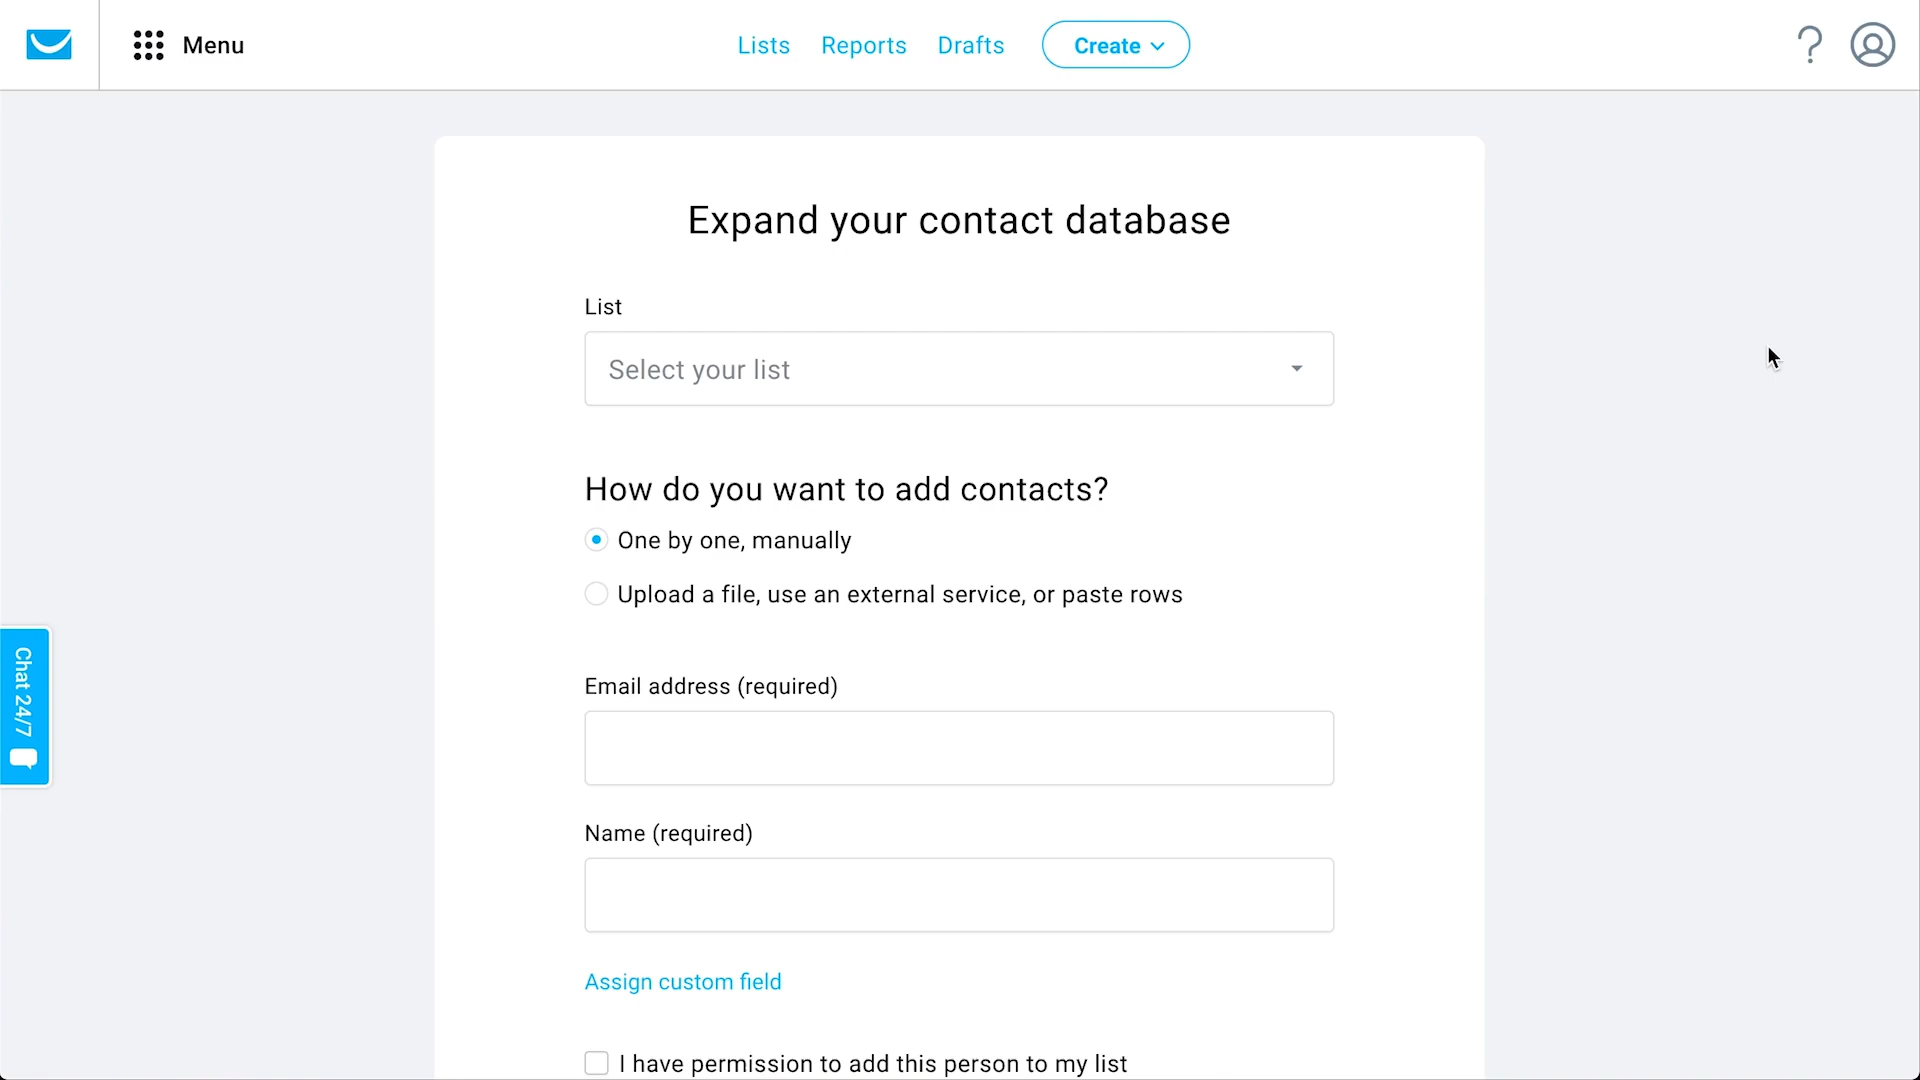 Menu
Lists
Reports
Drafts
Create
Expand your contact database
List
Select your list
How do you want to add contacts?
One by one, manually
Upload a file, use an external service, or paste rows
Email address (required)
Name (required)
Assign custom field
I have permission to add this person to my list
Chat 24/7